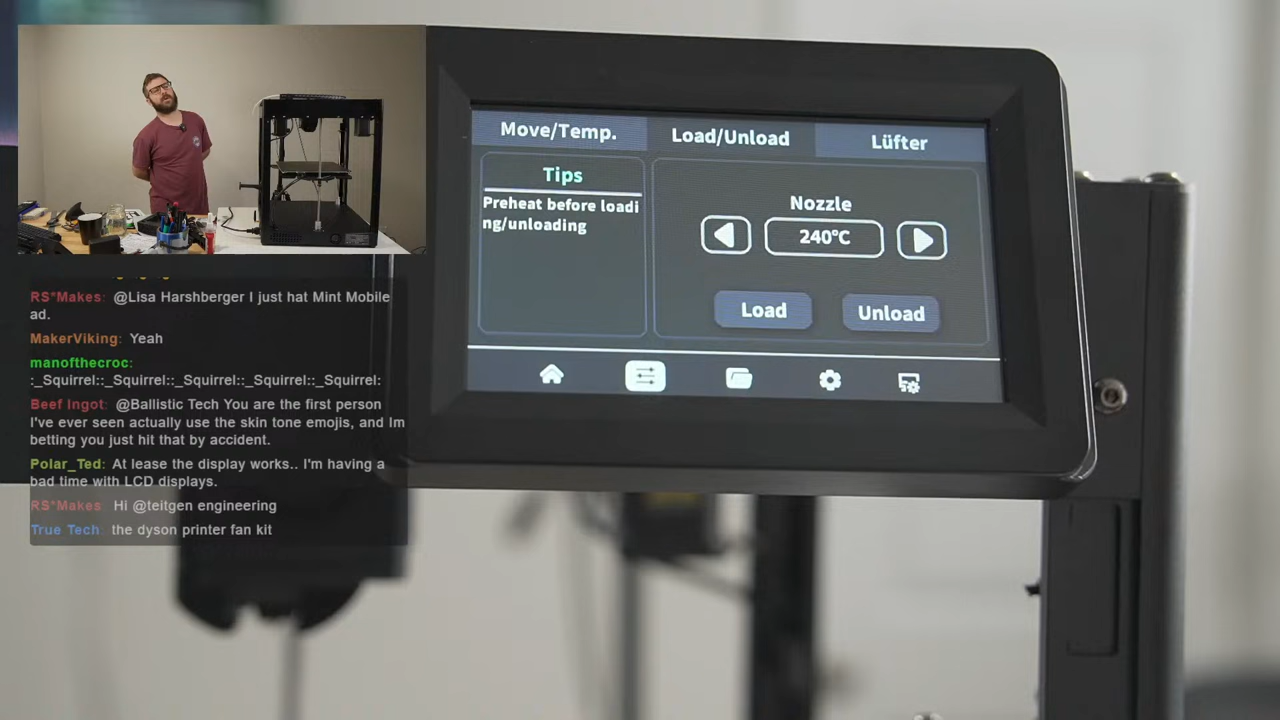 RS*Makes: @Lisa Harshberger I just hat Mint Mobile
ad.
MakerViking: Yeah
manofthecroc:
:_Squirrel::_Squirrel::_Squirrel::_Squirrel::_Squirrel:
Beef Ingot: @Ballistic Tech You are the first person
I've ever seen actually use the skin tone emojis, and Im
betting you just hit that by accident.
Polar_Ted: At lease the display works.. I'm having a
bad time with LCD displays.
RS*Makes: Hi @teitgen engineering
True Tech: the dyson printer fan kit
Move/Temp.
Load/Unload
Lüfter
Tips
Preheat before loadi
ng/unloading
Nozzle
240°C
Load
Unload